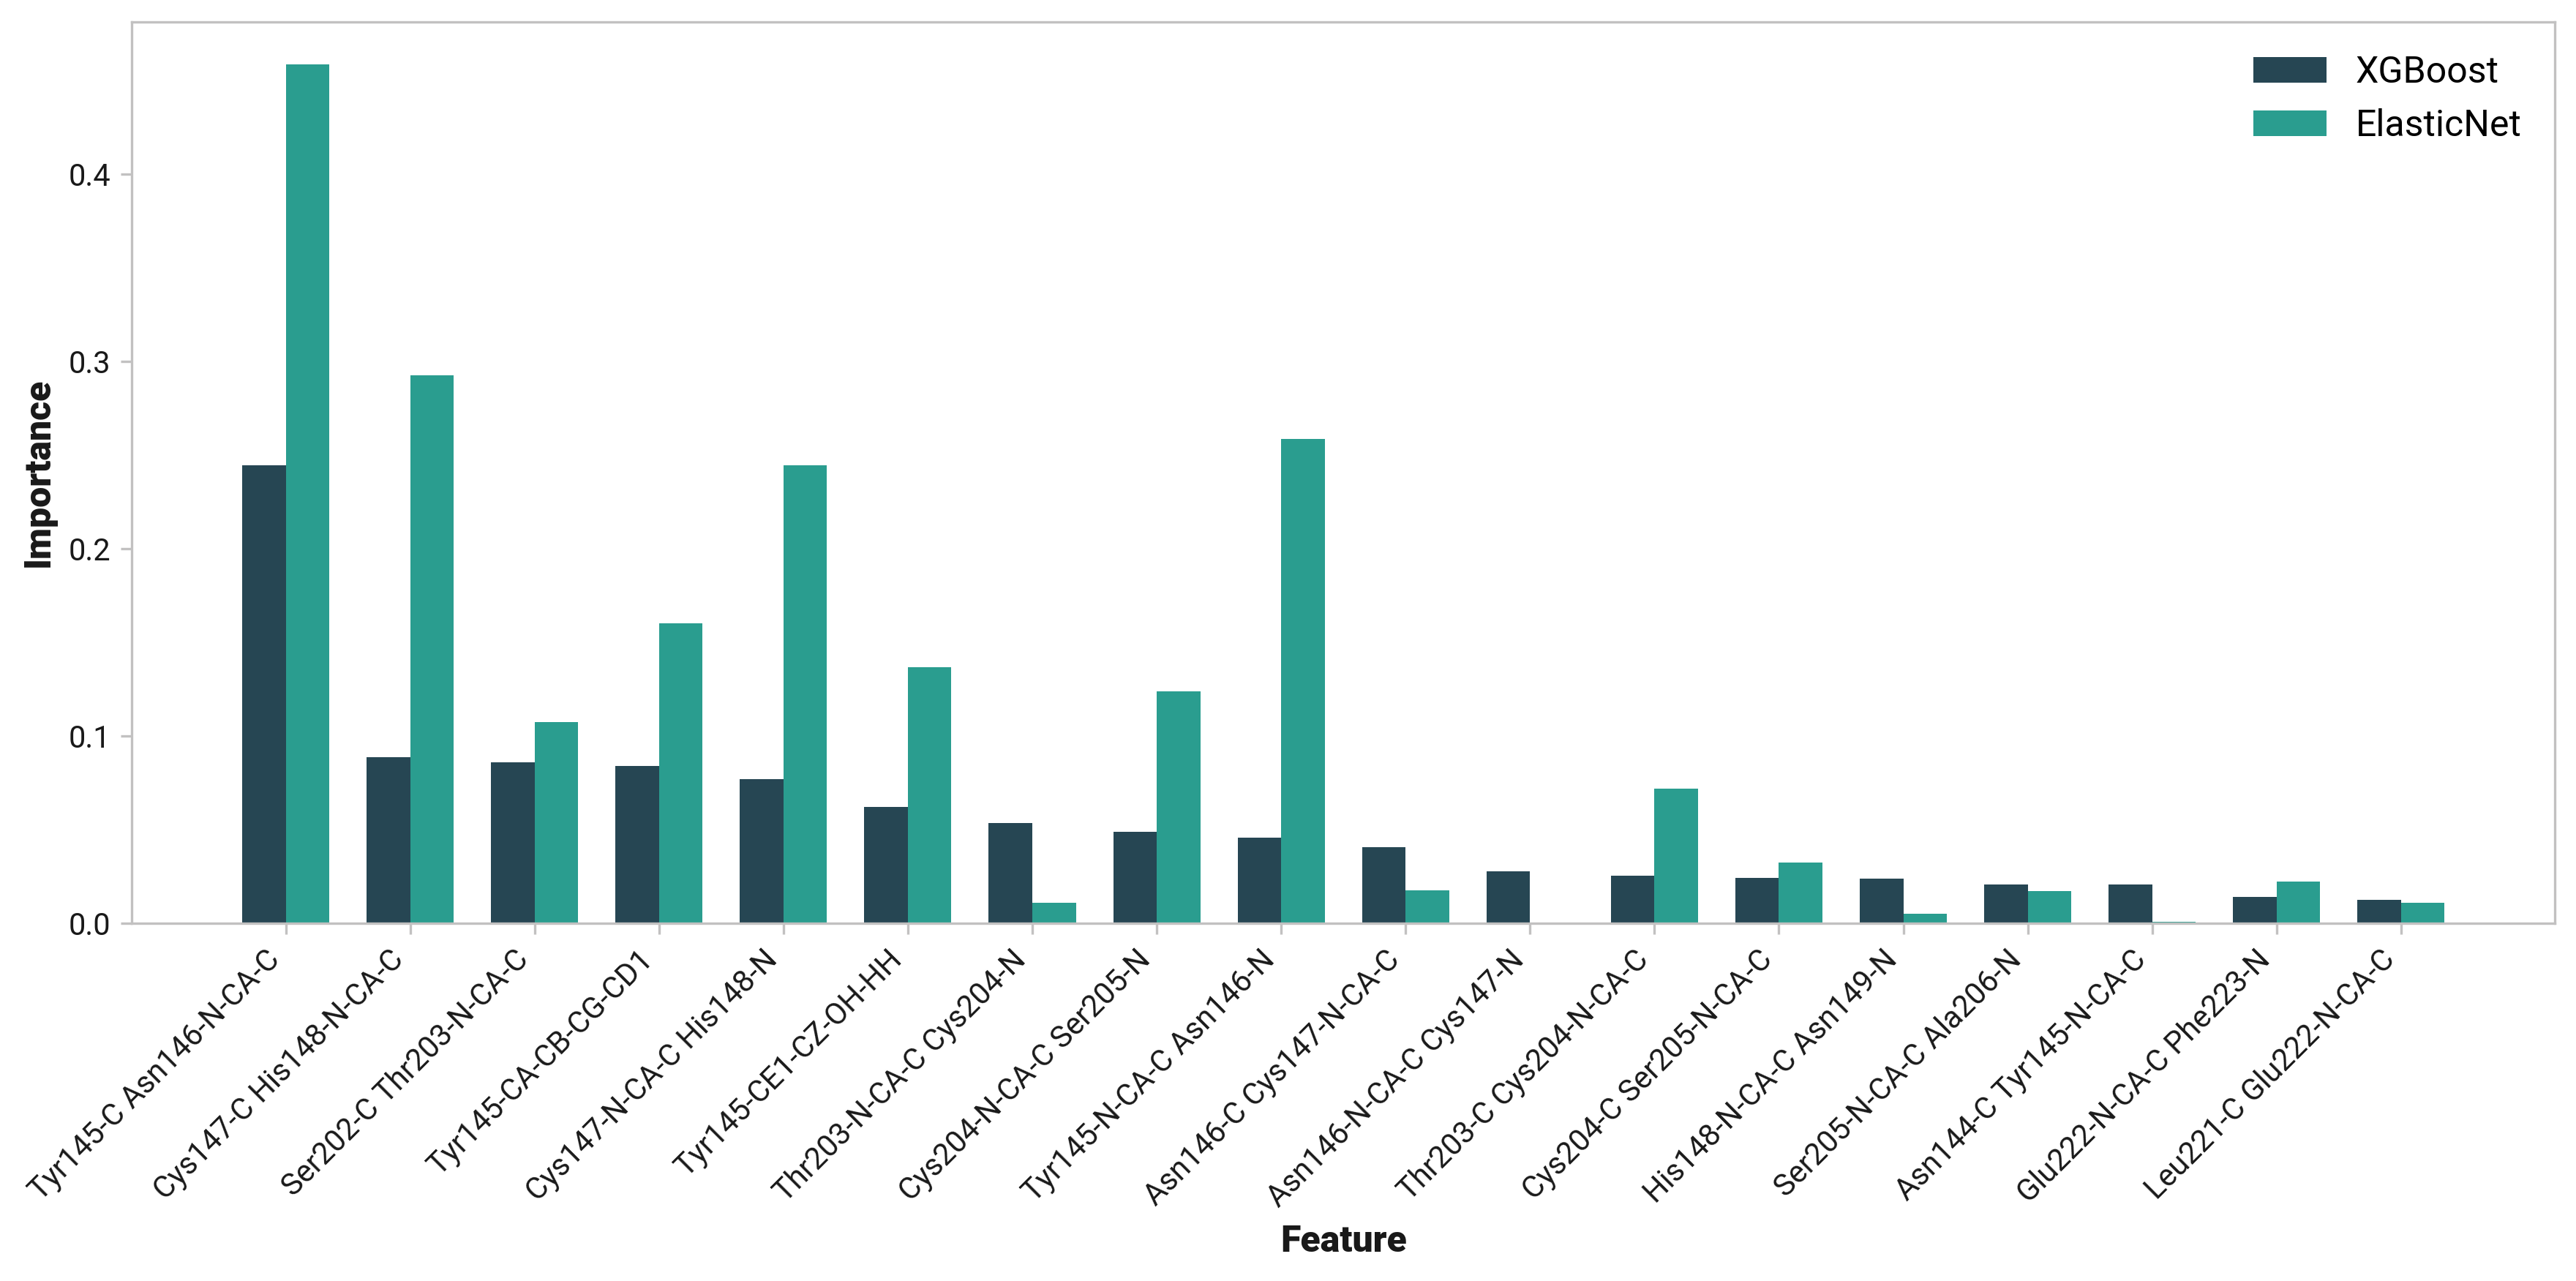 XGBoost
ElasticNet
Importance
0.4
0.3
0.2
0.1
0.0
Tyr145-C Asn146-N-CA-C
Cys147-C His148-N-CA-C
Ser202-C Thr203-N-CA-C
Tyr145-CA-CB-CG-CD1
Cys147-N-CA-C His148-N
Tyr145-CE1-CZ-OH-HH
Thr203-N-CA-C Cys204-N
Cys204-N-CA-C Ser205-N
Tyr145-N-CA-C Asn146-N
Asn146-C Cys147-N-CA-C
Asn146-N-CA-C Cys147-N
Thr203-C Cys204-N-CA-C
Cys204-C Ser205-N-CA-C
His148-N-CA-C Asn149-N
Ser205-N-CA-C Ala206-N
Asn144-C Tyr145-N-CA-C
Glu222-N-CA-C Phe223-N
Leu221-C Glu222-N-CA-C
Feature